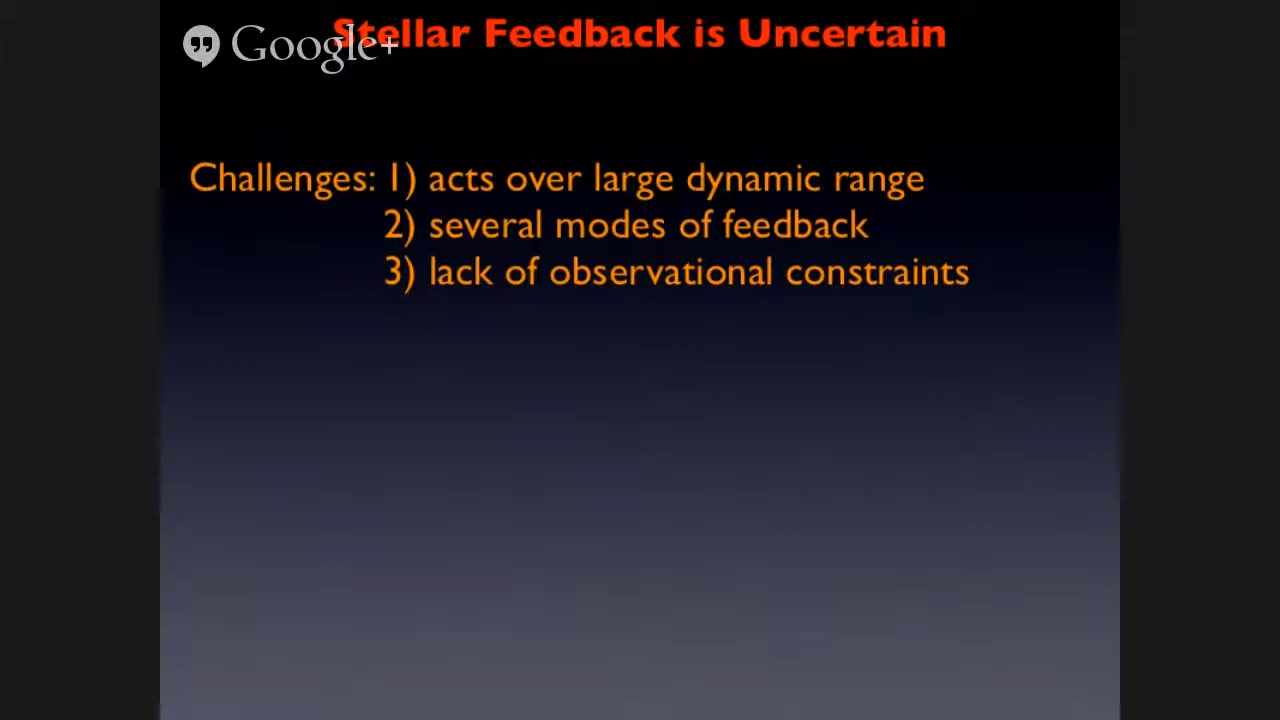 Stellar Feedback is Uncertain
Google+
Challenges: 1) acts over large dynamic range
2) several modes of feedback
3) lack of observational constraints